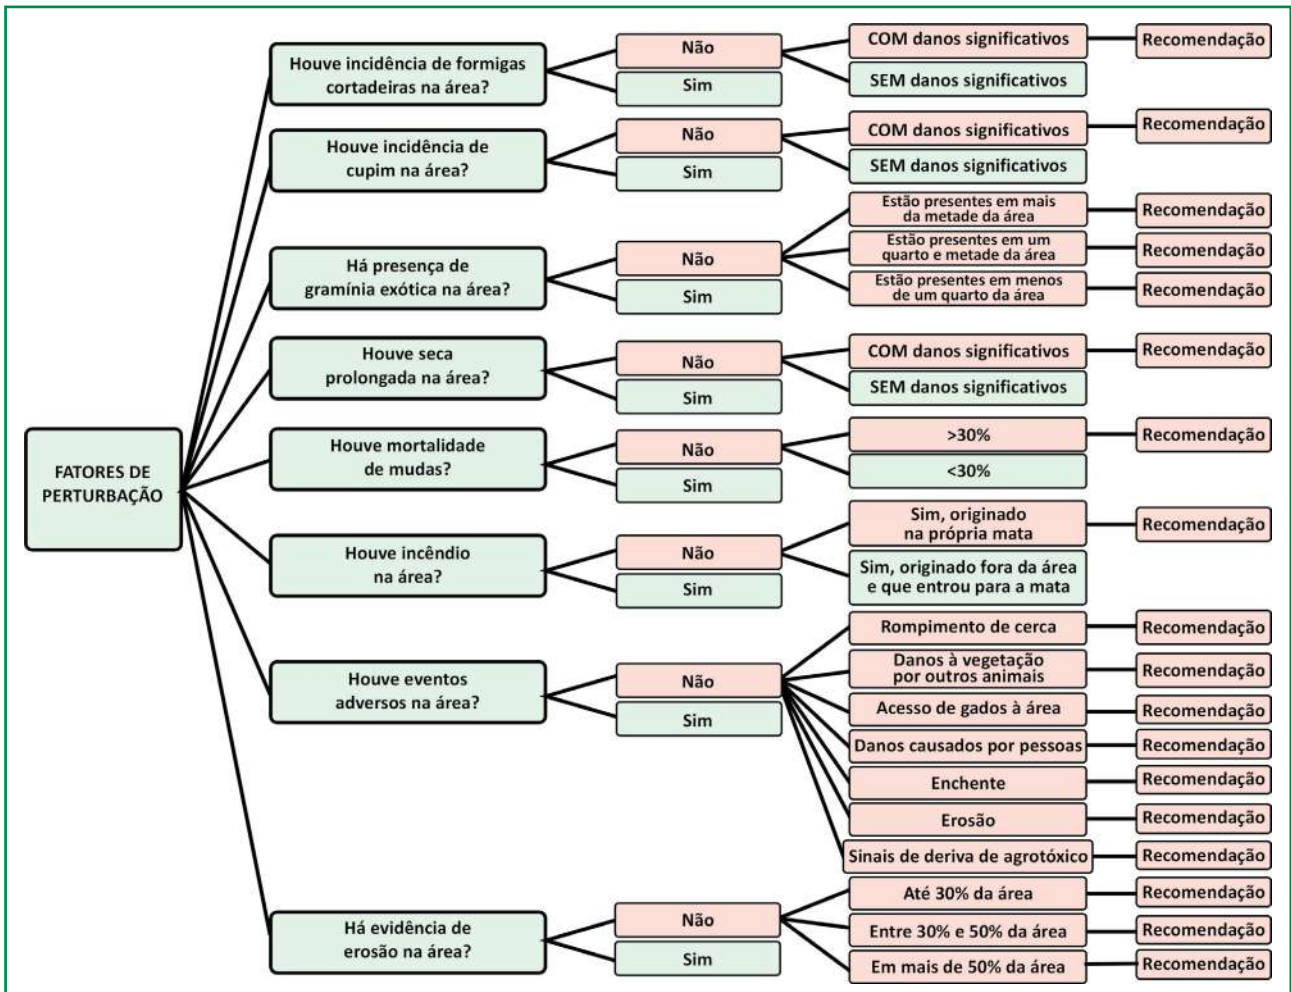 FATORES DE
PERTURBAÇÃO
Houve incidência de formigas
cortadeiras na área?
Não
Sim
COM danos significativos
Recomendação
SEM danos significativos
Houve incidência de
cupim na área?
Não
Sim
COM danos significativos
Recomendação
SEM danos significativos
Há presença de
gramínia exótica na área?
Não
Sim
Estão presentes em mais
da metade da área
Recomendação
Estão presentes em um
quarto e metade da área
Recomendação
Estão presentes em menos
de um quarto da área
Recomendação
Houve seca
prolongada na área?
Não
Sim
COM danos significativos
Recomendação
SEM danos significativos
Houve mortalidade
de mudas?
Não
Sim
>30%
Recomendação
<30%
Houve incêndio
na área?
Não
Sim
Sim, originado
na própria mata
Recomendação
Sim, originado fora da área
e que entrou para a mata
Houve eventos
adversos na área?
Não
Sim
Rompimento de cerca
Recomendação
Danos à vegetação
por outros animais
Recomendação
Acesso de gados à área
Recomendação
Danos causados por pessoas
Recomendação
Enchente
Recomendação
Erosão
Recomendação
Sinais de deriva de agrotóxico
Recomendação
Há evidência de
erosão na área?
Não
Sim
Até 30% da área
Recomendação
Entre 30% e 50% da área
Recomendação
Em mais de 50% da área
Recomendação